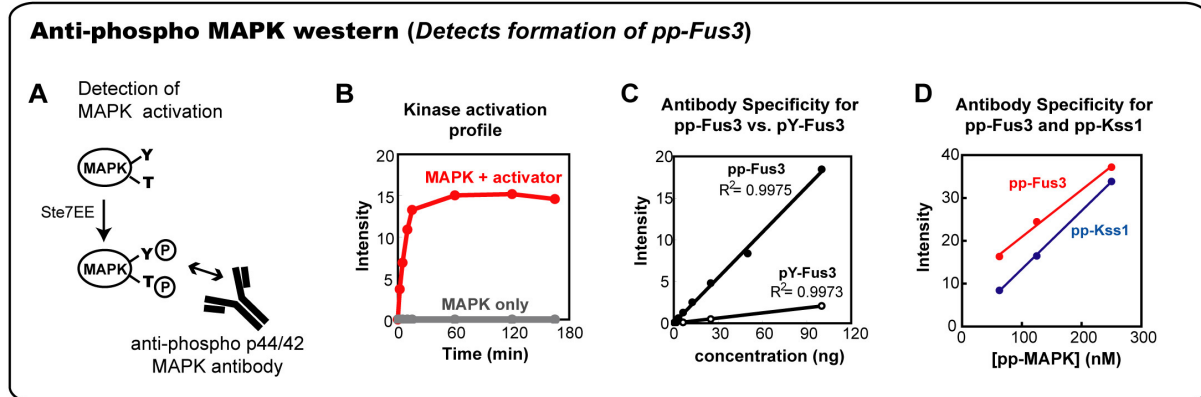 Anti-phospho MAPK western (Detects formation of pp-Fus3)
A
Detection of
MAPK activation
MAPK
Y
T
Ste7EE
MAPK
Y P
T P
anti-phospho p44/42
MAPK antibody
B
Kinase activation
profile
20
15
10
5
0
Intensity
MAPK + activator
MAPK only
0 60 120 180
Time (min)
C
Antibody Specificity for
pp-Fus3 vs. pY-Fus3
20
15
10
5
0
Intensity
pp-Fus3
R²= 0.9975
pY-Fus3
R²= 0.9973
0 20 40 60 80 100 120
concentration (ng)
D
Antibody Specificity for
pp-Fus3 and pp-Kss1
40
30
20
10
0
Intensity
pp-Fus3
pp-Kss1
100 200 300
[pp-MAPK] (nM)